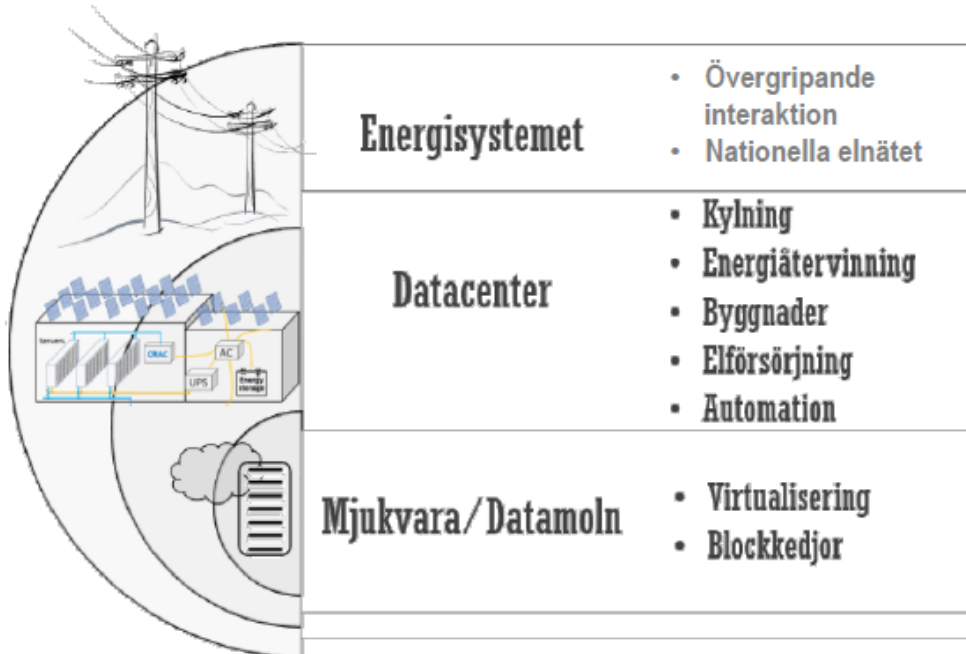 Energisystemet
• Övergripande
interaktion
• Nationella elnätet
Datacenter
• Kylning
• Energiåtervinning
• Byggnader
• Elförsörjning
• Automation
Servers
CRAC
AC
UPS
Energy
storage
Mjukvara/Datamoln
• Virtualisering
• Blockkedjor